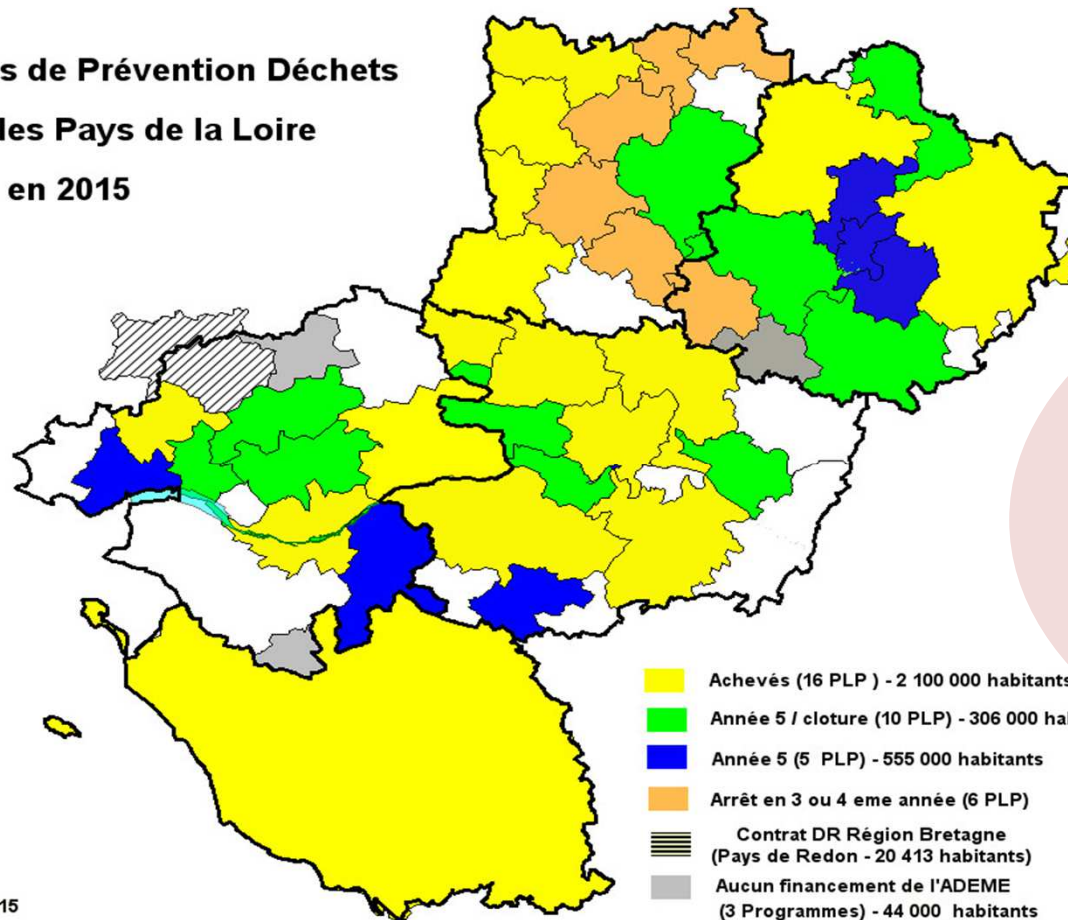 s de Prévention Déchets
les Pays de la Loire
en 2015
Achevés (16 PLP ) - 2 100 000 habitants
Année 5 / cloture (10 PLP) - 306 000 ha
Année 5 (5 PLP) - 555 000 habitants
Arrêt en 3 ou 4 eme année (6 PLP)
Contrat DR Région Bretagne
(Pays de Redon - 20 413 habitants)
Aucun financement de l'ADEME
(3 Programmes) - 44 000 habitants
15